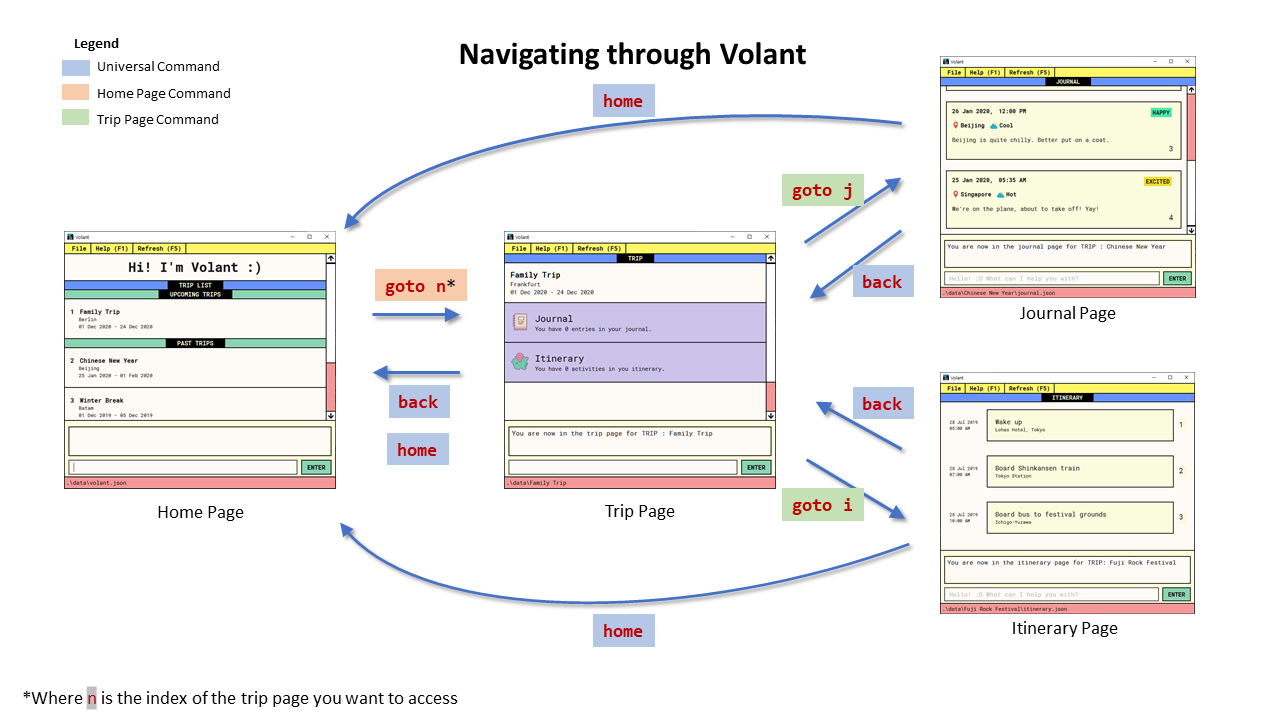 Legend
Universal Command
Home Page Command
Trip Page Command
Navigating through Volant
home
goto j
back
goto n*
back
home
back
goto i
home
Volant
File Help (F1) Refresh (F5)
Hi! I'm Volant :)
TRIP LIST
UPCOMING TRIPS
1 Family Trip
Berlin
01 Dec 2020 - 24 Dec 2020
PAST TRIPS
2 Chinese New Year
Beijing
25 Jan 2020 - 01 Feb 2020
3 Winter Break
Batam
01 Dec 2019 - 05 Dec 2019
ENTER
.\data\volant.json
Home Page
Volant
File Help (F1) Refresh (F5)
TRIP
Family Trip
Frankfurt
01 Dec 2020 - 24 Dec 2020
Journal
You have 0 entries in your journal.
Itinerary
You have 0 activities in you itinerary.
You are now in the trip page for TRIP : Family Trip
ENTER
.\data\Family Trip
Trip Page
Volant
File Help (F1) Refresh (F5)
JOURNAL
26 Jan 2020, 12:00 PM HAPPY
Beijing Cool
Beijing is quite chilly. Better put on a coat.
3
25 Jan 2020, 05:35 AM EXCITED
Singapore Hot
We're on the plane, about to take off! Yay!
4
You are now in the journal page for TRIP : Chinese New Year
Hello! :D What can I help you with? ENTER
.\data\Chinese New Year\journal.json
Journal Page
Volant
File Help (F1) Refresh (F5)
ITINERARY
28 Jul 2019 Wake up 1
05:00 AM Lohas Hotel, Tokyo
28 Jul 2019 Board Shinkansen train 2
07:00 AM Tokyo Station
28 Jul 2019 Board bus to festival grounds 3
10:00 AM Ichigo-Yuzawa
You are now in the itinerary page for TRIP: Fuji Rock Festival
Hello! :D What can I help you with? ENTER
.\data\Fuji Rock Festival\itinerary.json
Itinerary Page
*Where n is the index of the trip page you want to access